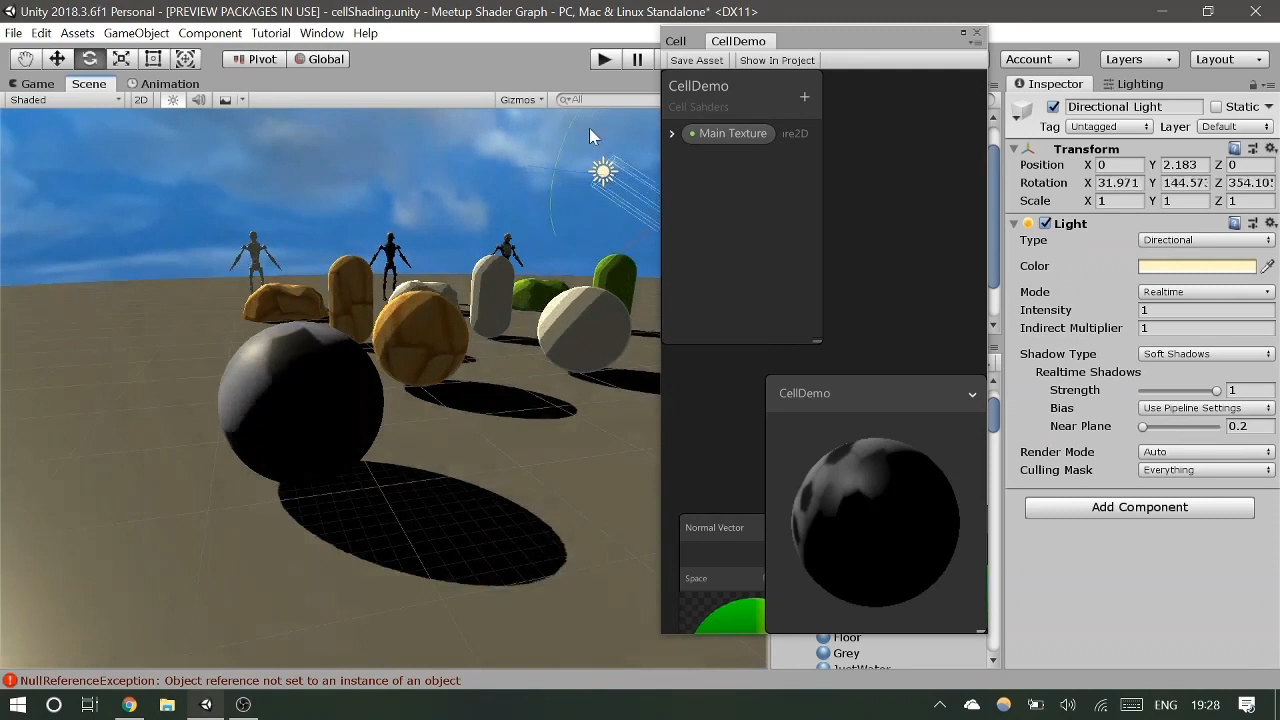 Unity 2018.3.6f1 Personal - [PREVIEW PACKAGES IN USE] - cellShading.unity - Meetup Shader Graph - PC, Mac & Linux Standalone* <DX11>
File Edit Assets GameObject Component Tutorial Window Help
Pivot Global Account Layers Layout
Cell CellDemo
Save Asset Show In Project
Game Scene Animation
Shaded 2D Gizmos All
CellDemo
Cell Shaders
Main Texture ure2D
Inspector Lighting
Directional Light Static
Tag Untagged Layer Default
Transform
Position X 0 Y 2.183 Z 0
Rotation X 31.971 Y 144.573 Z 354.105
Scale X 1 Y 1 Z 1
Light
Type Directional
Color
Mode Realtime
Intensity 1
Indirect Multiplier 1
Shadow Type Soft Shadows
Realtime Shadows
Strength 1
Bias Use Pipeline Settings
Near Plane 0.2
Render Mode Auto
Culling Mask Everything
Add Component
CellDemo
Normal Vector
Space
Floor
Grey
JustWater
NullReferenceException: Object reference not set to an instance of an object
ENG 19:28